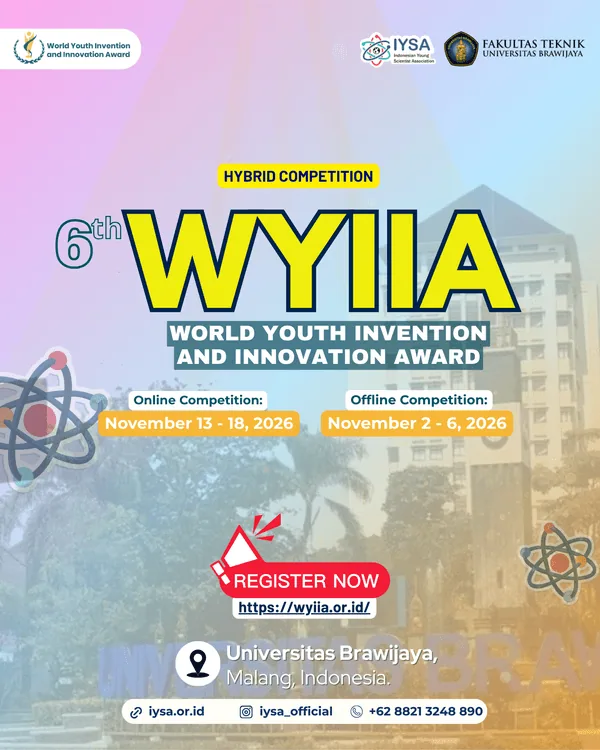 World Youth Invention
and Innovation Award
IYSA
Indonesian Young
Scientist Association
FAKULTAS TEKNIK
UNIVERSITAS BRAWIJAYA
HYBRID COMPETITION
6th
WYIIA
WORLD YOUTH INVENTION
AND INNOVATION AWARD
Online Competition:
November 13 - 18, 2026
Offline Competition:
November 2 - 6, 2026
REGISTER NOW
https://wyiia.or.id/
UNIVERSITAS BRAW
Universitas Brawijaya,
Malang, Indonesia.
iysa.or.id
iysa_official
+62 8821 3248 890